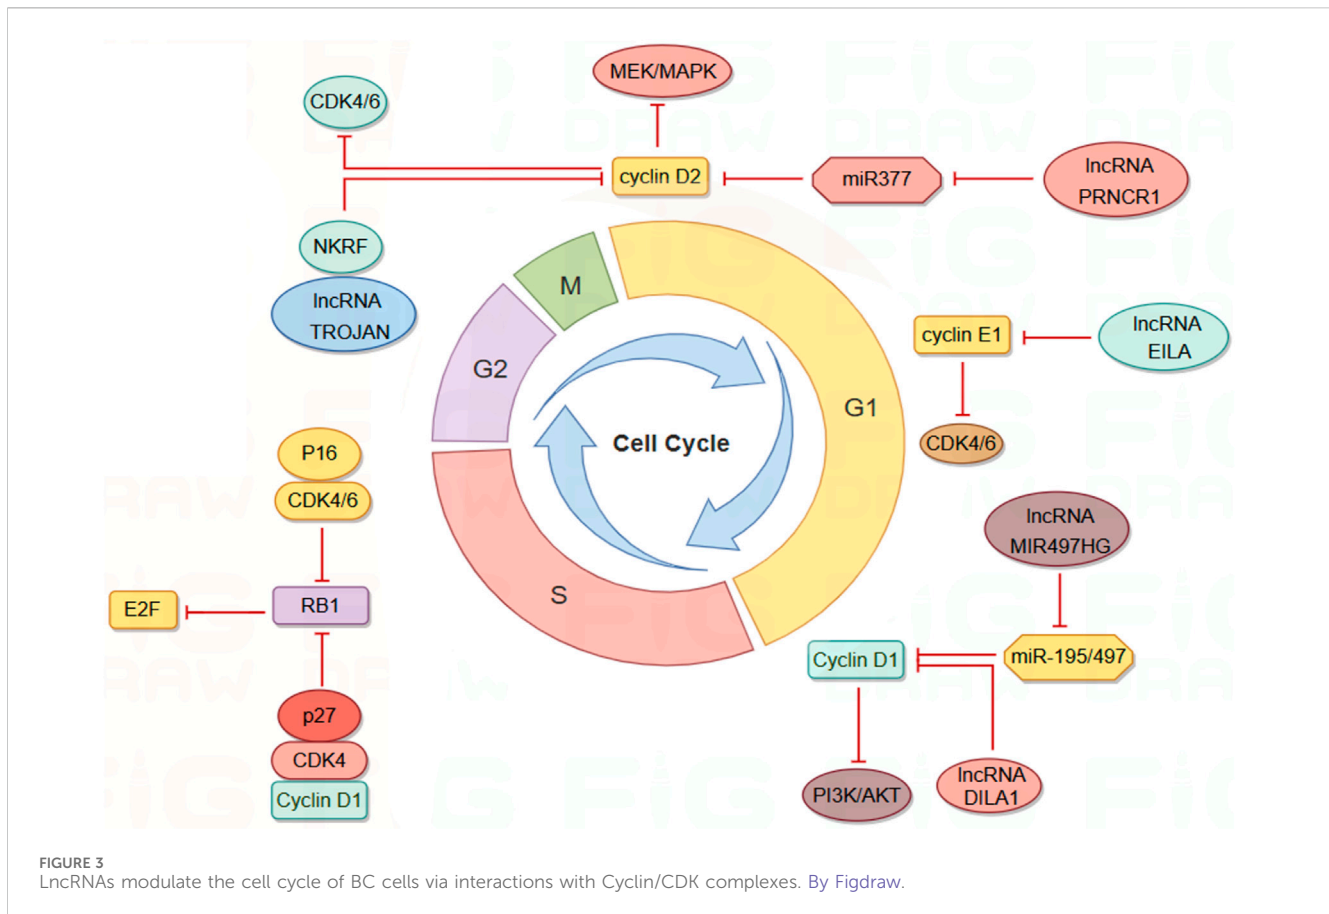 MEK/MAPK
CDK4/6
cyclin D2
miR377
lncRNA
PRNCR1
NKRF
lncRNA
TROJAN
M
G2
G1
S
Cell Cycle
cyclin E1
lncRNA
EILA
CDK4/6
P16
CDK4/6
E2F
RB1
p27
CDK4
Cyclin D1
lncRNA
MIR497HG
Cyclin D1
miR-195/497
PI3K/AKT
lncRNA
DILA1
FIGURE 3
LncRNAs modulate the cell cycle of BC cells via interactions with Cyclin/CDK complexes. By Figdraw.